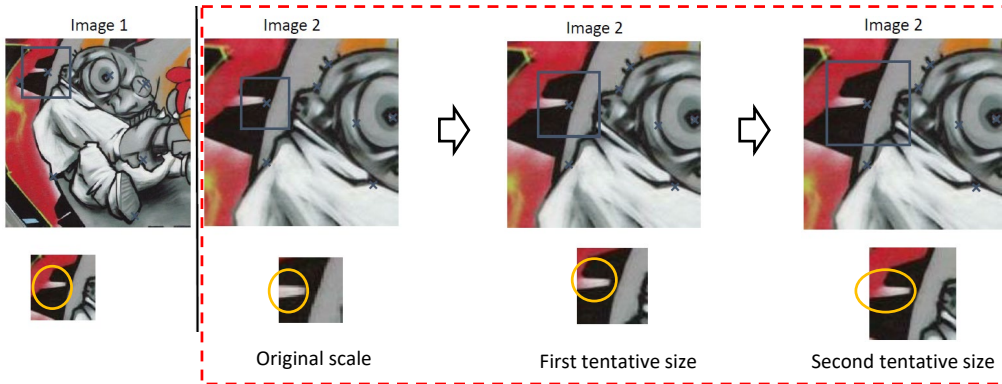 Image 1
Image 2
Image 2
Image 2
Original scale
First tentative size
Second tentative size